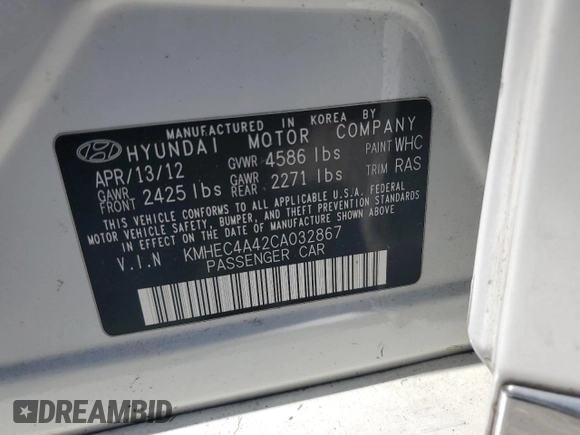 MANUFACTURED IN KOREA BY
HYUNDAI MOTOR COMPANY
APR/13/12 GVWR 4586 lbs PAINT WHC
GAWR FRONT 2425 lbs GAWR REAR 2271 lbs TRIM RAS
THIS VEHICLE CONFORMS TO ALL APPLICABLE U.S.A. FEDERAL
MOTOR VEHICLE SAFETY, BUMPER, AND THEFT PREVENTION STANDARDS
IN EFFECT ON THE DATE OF MANUFACTURE SHOWN ABOVE.
V.I.N KMHEC4A42CA032867
PASSENGER CAR
DREAMBID